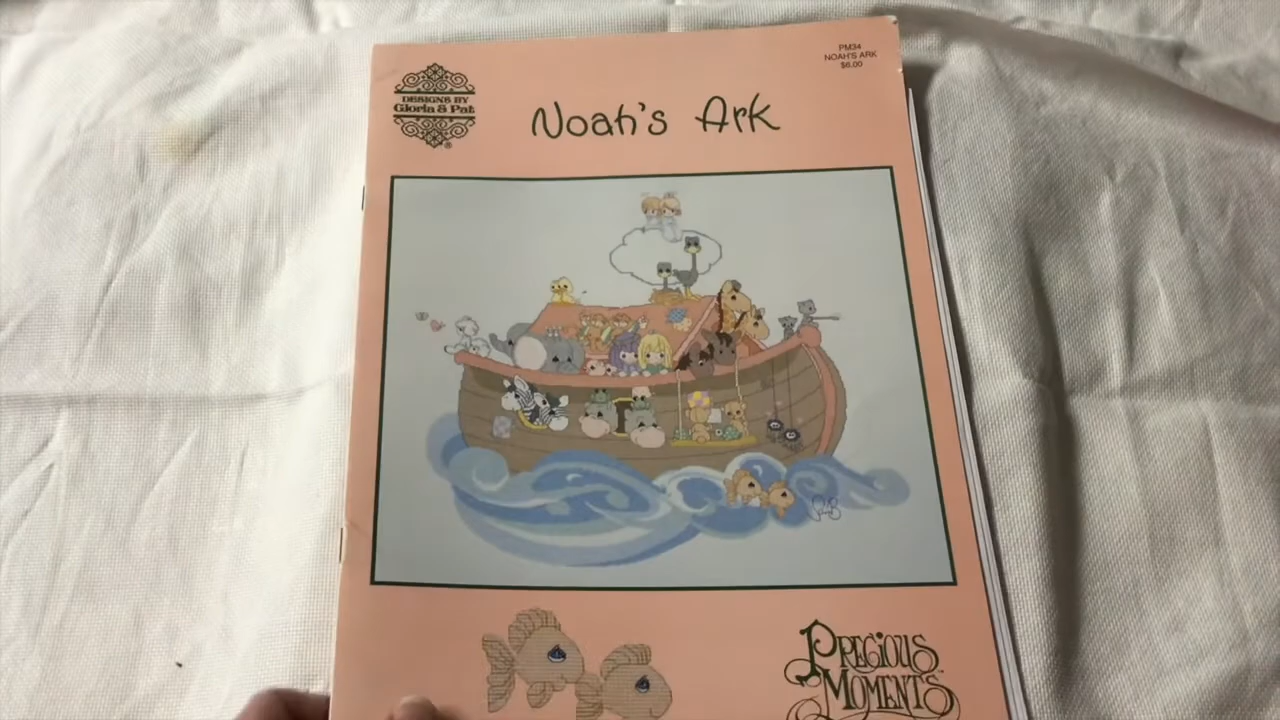 PM34
NOAH'S ARK
$6.00
DESIGNS BY
Gloria & Pat
®
Noah's Ark
PRECIOUS
MOMENTS